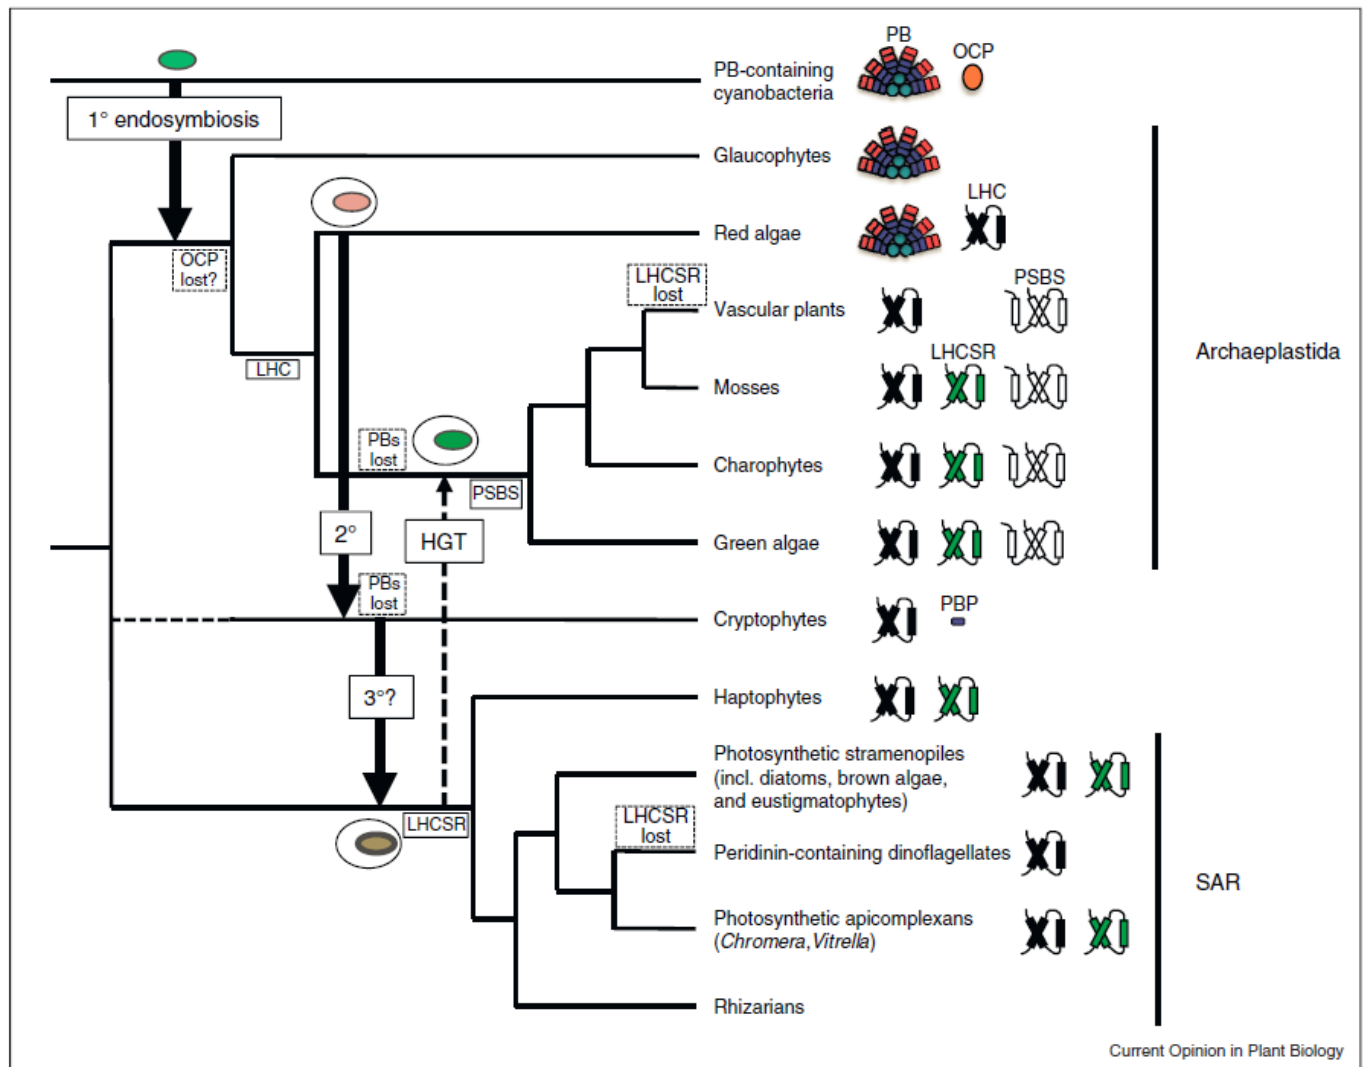 PB
OCP
PB-containing
cyanobacteria
1° endosymbiosis
Glaucophytes
LHC
Red algae
OCP
lost?
LHCSR
lost
PSBS
Vascular plants
LHCSR
Archaeplastida
LHC
Mosses
PBs
lost
Charophytes
PSBS
2°
HGT
Green algae
PBs
lost
PBP
Cryptophytes
3°?
Haptophytes
Photosynthetic stramenopiles
(incl. diatoms, brown algae,
and eustigmatophytes)
LHCSR
LHCSR
lost
Peridinin-containing dinoflagellates
SAR
Photosynthetic apicomplexans
(Chromera, Vitrella)
Rhizarians
Current Opinion in Plant Biology